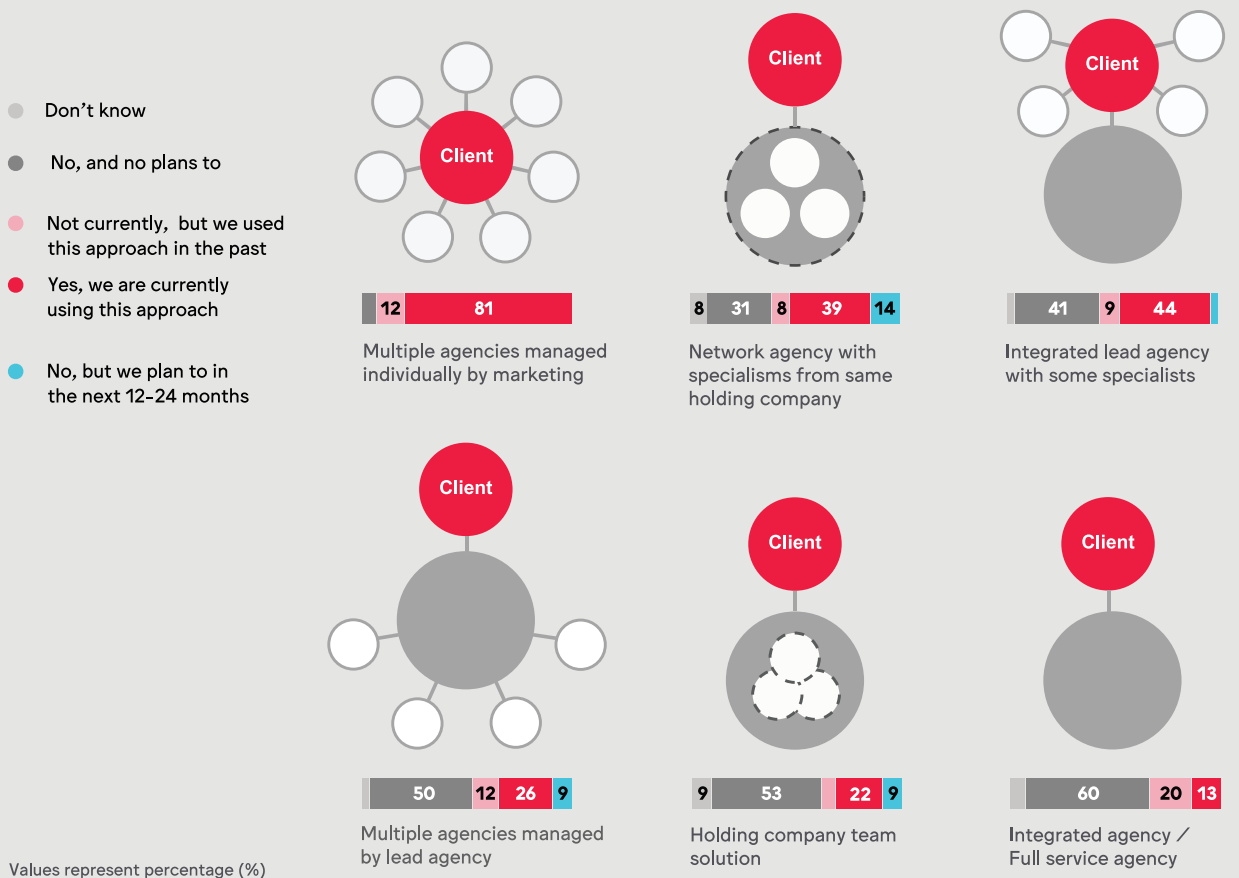 Don't know
No, and no plans to
Not currently, but we used
this approach in the past
Yes, we are currently
using this approach
No, but we plan to in
the next 12–24 months
Client
12 81
Multiple agencies managed
individually by marketing
Client
8 31 8 39 14
Network agency with
specialisms from same
holding company
Client
41 9 44
Integrated lead agency
with some specialists
Client
50 12 26 9
Multiple agencies managed
by lead agency
Client
9 53 22 9
Holding company team
solution
Client
60 20 13
Integrated agency /
Full service agency
Values represent percentage (%)